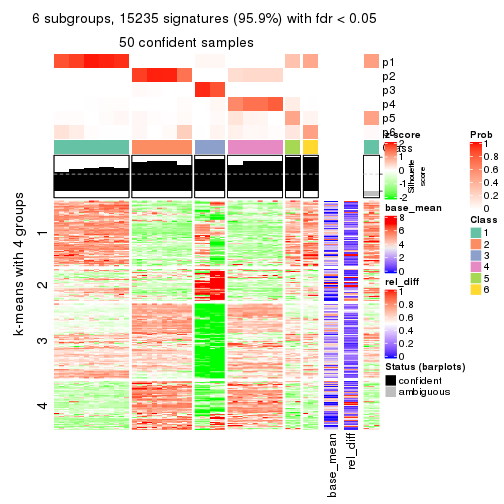 6 subgroups, 15235 signatures (95.9%) with fdr < 0.05
50 confident samples
p1
p2
p3
p4
p5
p6
Class
z-score
2
1
0
-1
-2
Silhouette
score
Prob
1
0.8
0.6
0.4
0.2
0
k-means with 4 groups
1
2
3
4
base_mean
8
6
4
2
0
Class
1
2
3
4
5
6
rel_diff
1
0.8
0.6
0.4
0.2
0
Status (barplots)
confident
ambiguous
base_mean
rel_diff